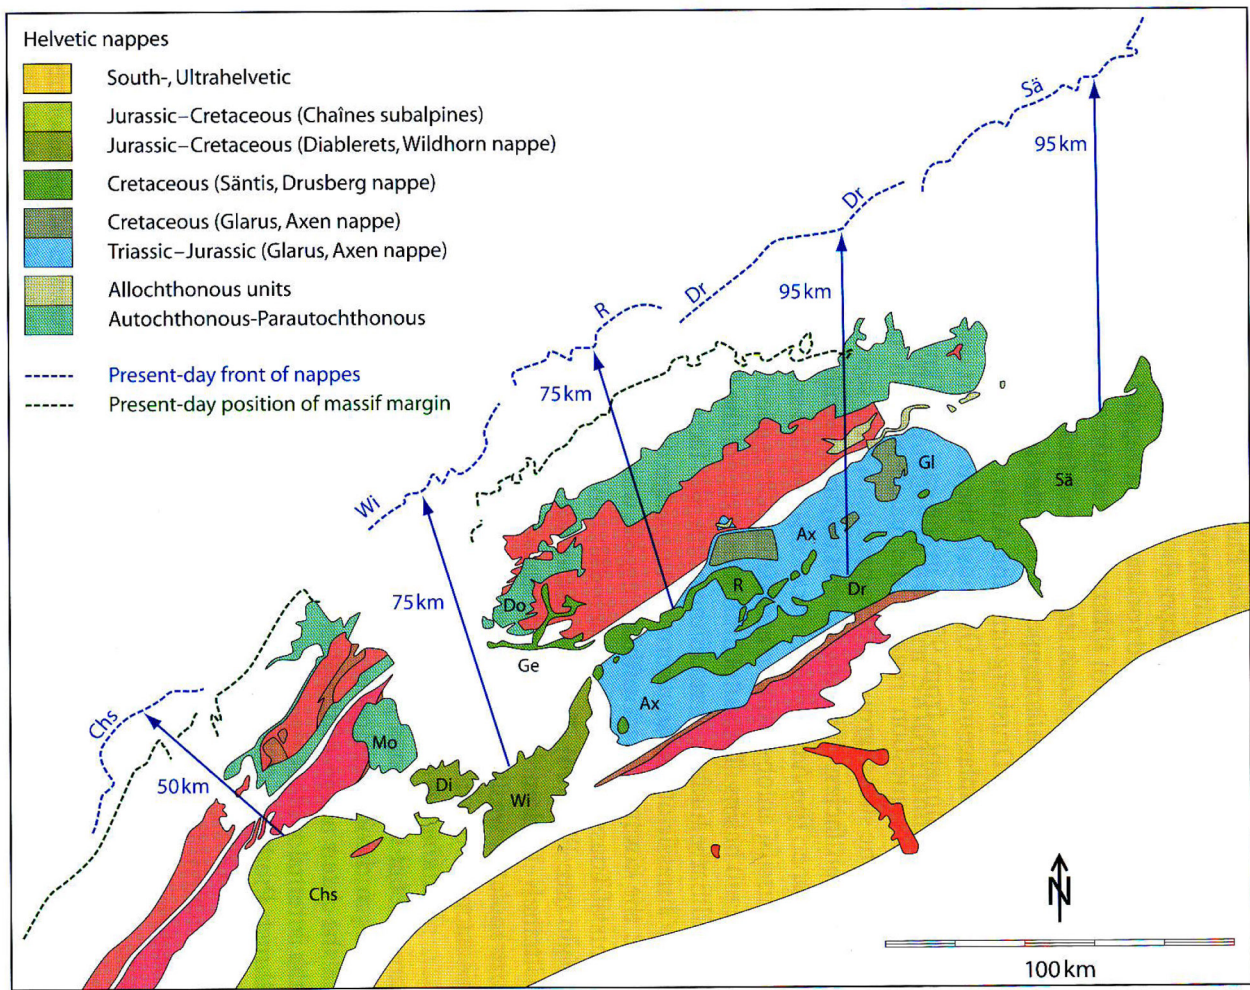 Helvetic nappes
South-, Ultrahelvetic
Jurassic–Cretaceous (Chaînes subalpines)
Jurassic–Cretaceous (Diablerets, Wildhorn nappe)
Cretaceous (Säntis, Drusberg nappe)
Cretaceous (Glarus, Axen nappe)
Triassic–Jurassic (Glarus, Axen nappe)
Allochthonous units
Autochthonous-Parautochthonous
Present-day front of nappes
Present-day position of massif margin
Sä
95 km
Dr
Dr
95 km
R
75 km
Wi
Gl
Sä
Ax
R
Dr
Do
75 km
Ge
Ax
Chs
Mo
50 km
Di
Wi
Chs
N
100 km